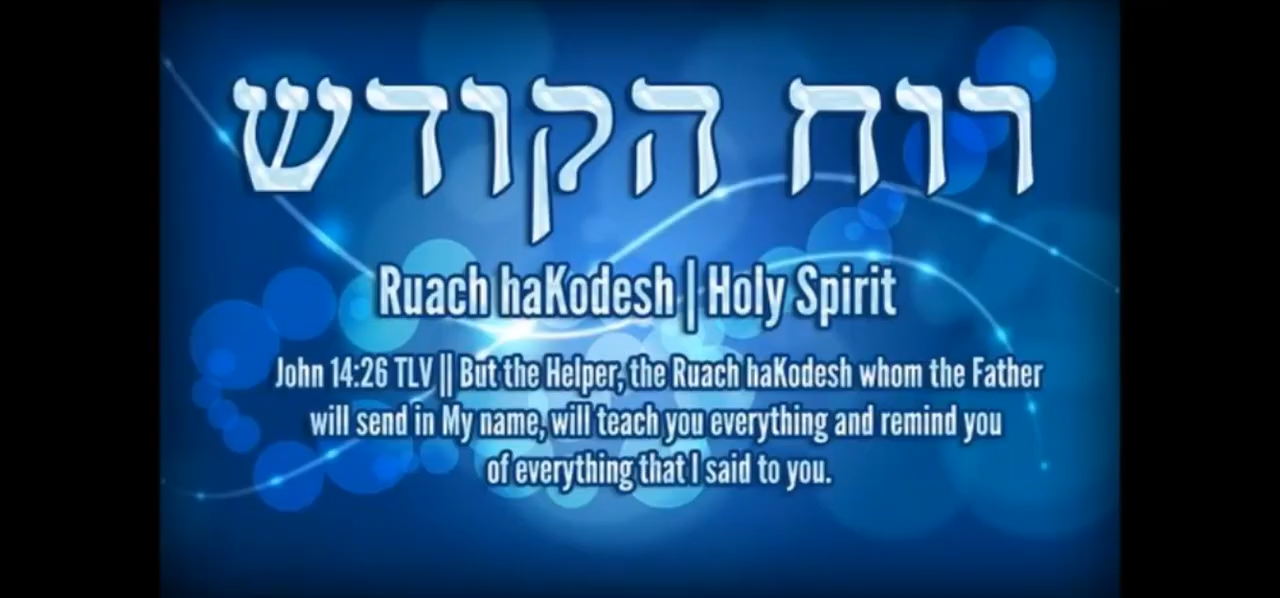 רוח הקודש
Ruach haKodesh | Holy Spirit
John 14:26 TLV || But the Helper, the Ruach haKodesh whom the Father
will send in My name, will teach you everything and remind you
of everything that I said to you.